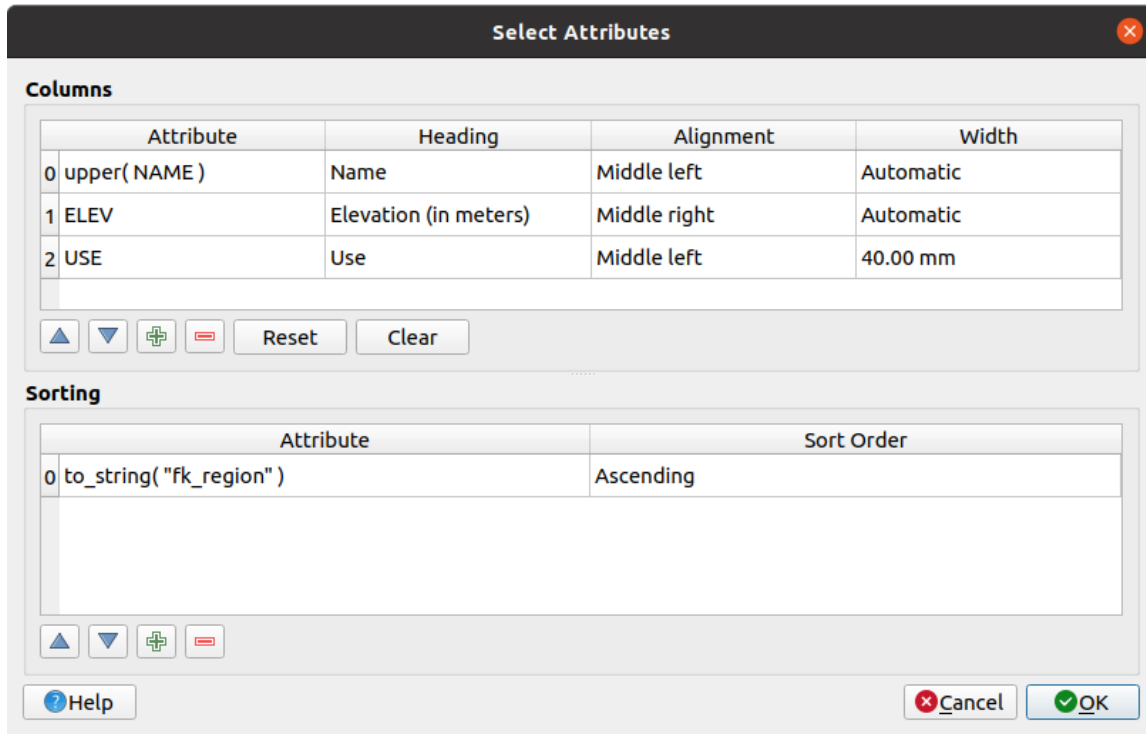 Select Attributes
Columns
Attribute Heading Alignment Width
0 upper( NAME ) Name Middle left Automatic
1 ELEV Elevation (in meters) Middle right Automatic
2 USE Use Middle left 40.00 mm
Reset Clear
Sorting
Attribute Sort Order
0 to_string( "fk_region" ) Ascending
Help Cancel OK